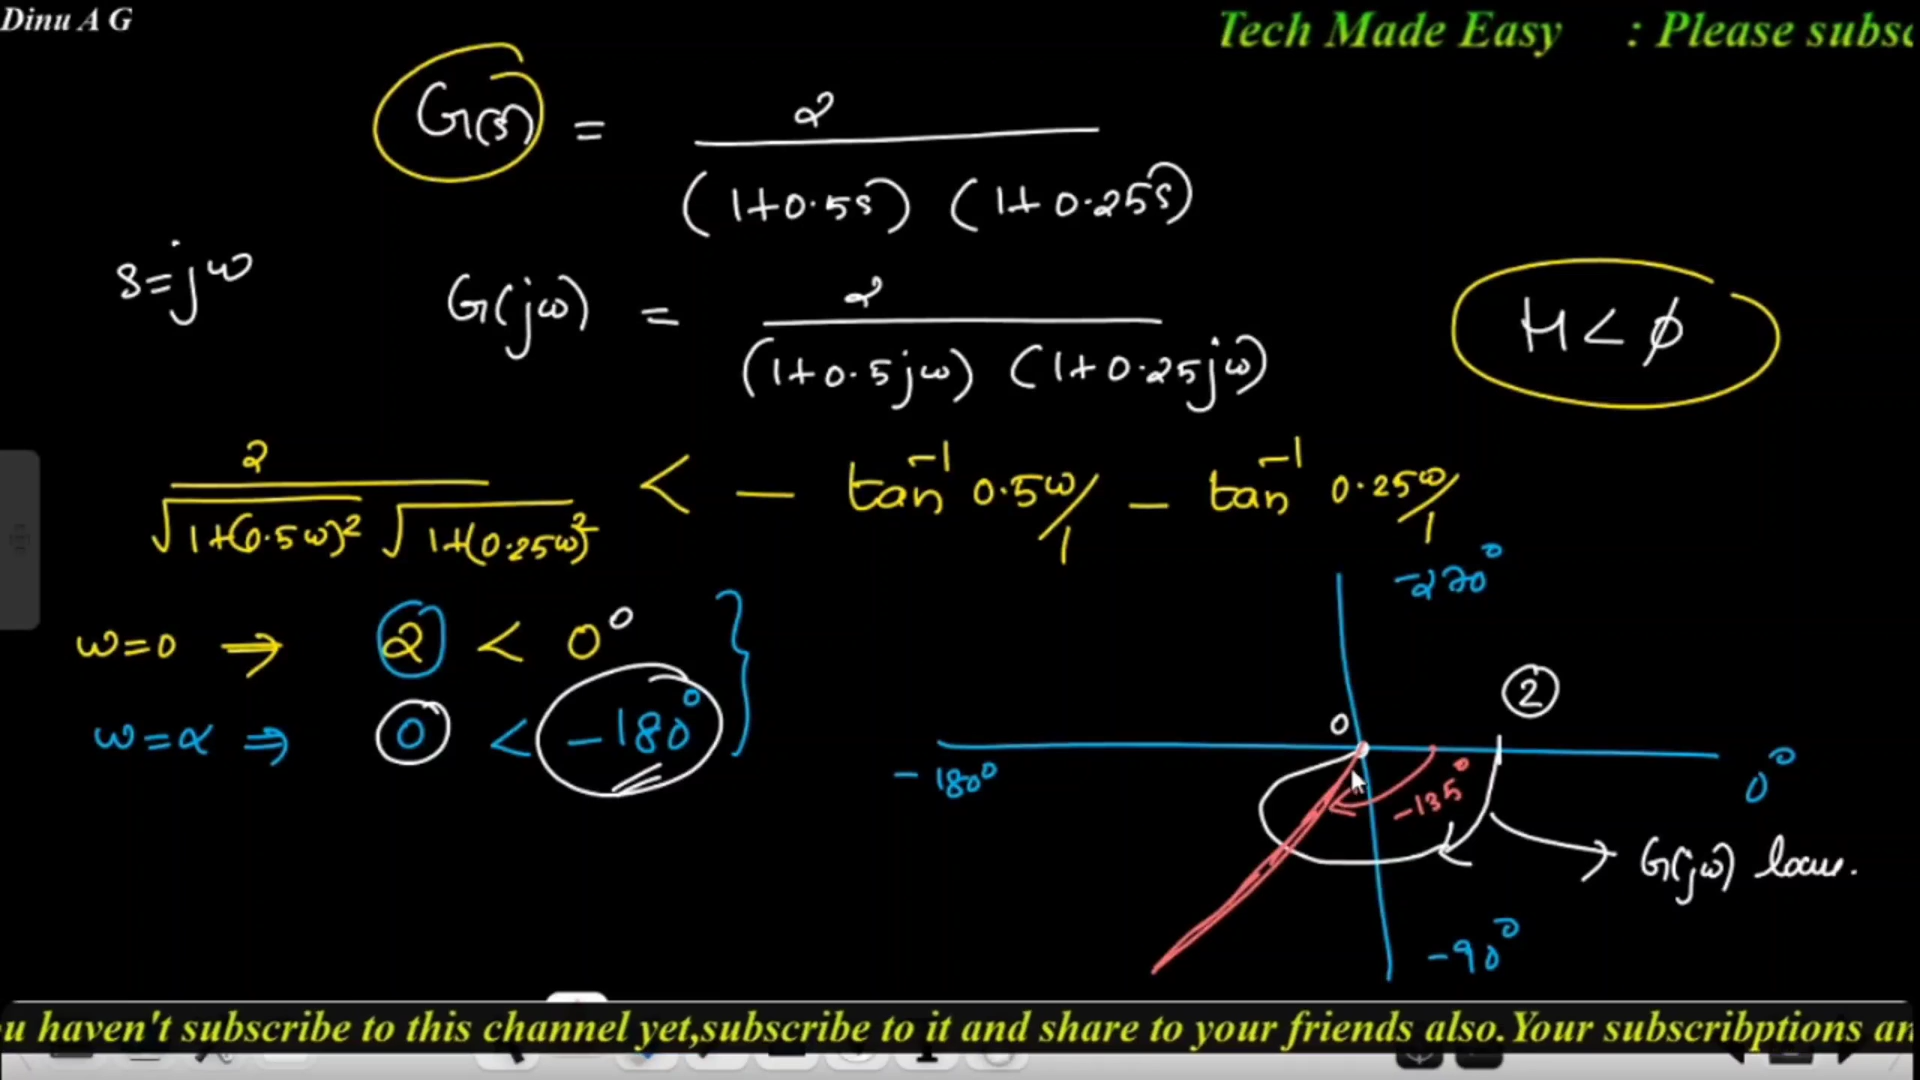 Dinu A G
Tech Made Easy : Please subsc
G(s) = 2 / (1+0.5s) (1+0.25s)
s=jω
G(jω) = 2 / (1+0.5jω) (1+0.25jω)
M<ϕ
2 / √1+(0.5ω)² √1+(0.25ω)² < - tan⁻¹ 0.5ω/1 - tan⁻¹ 0.25ω/1
ω=0 ⇒ 2 < 0°
ω=α ⇒ 0 < -180°
-270°
2
0
-180°
0°
-135°
G(jω) locus.
-90°
u haven't subscribe to this channel yet,subscribe to it and share to your friends also.Your subscribptions an